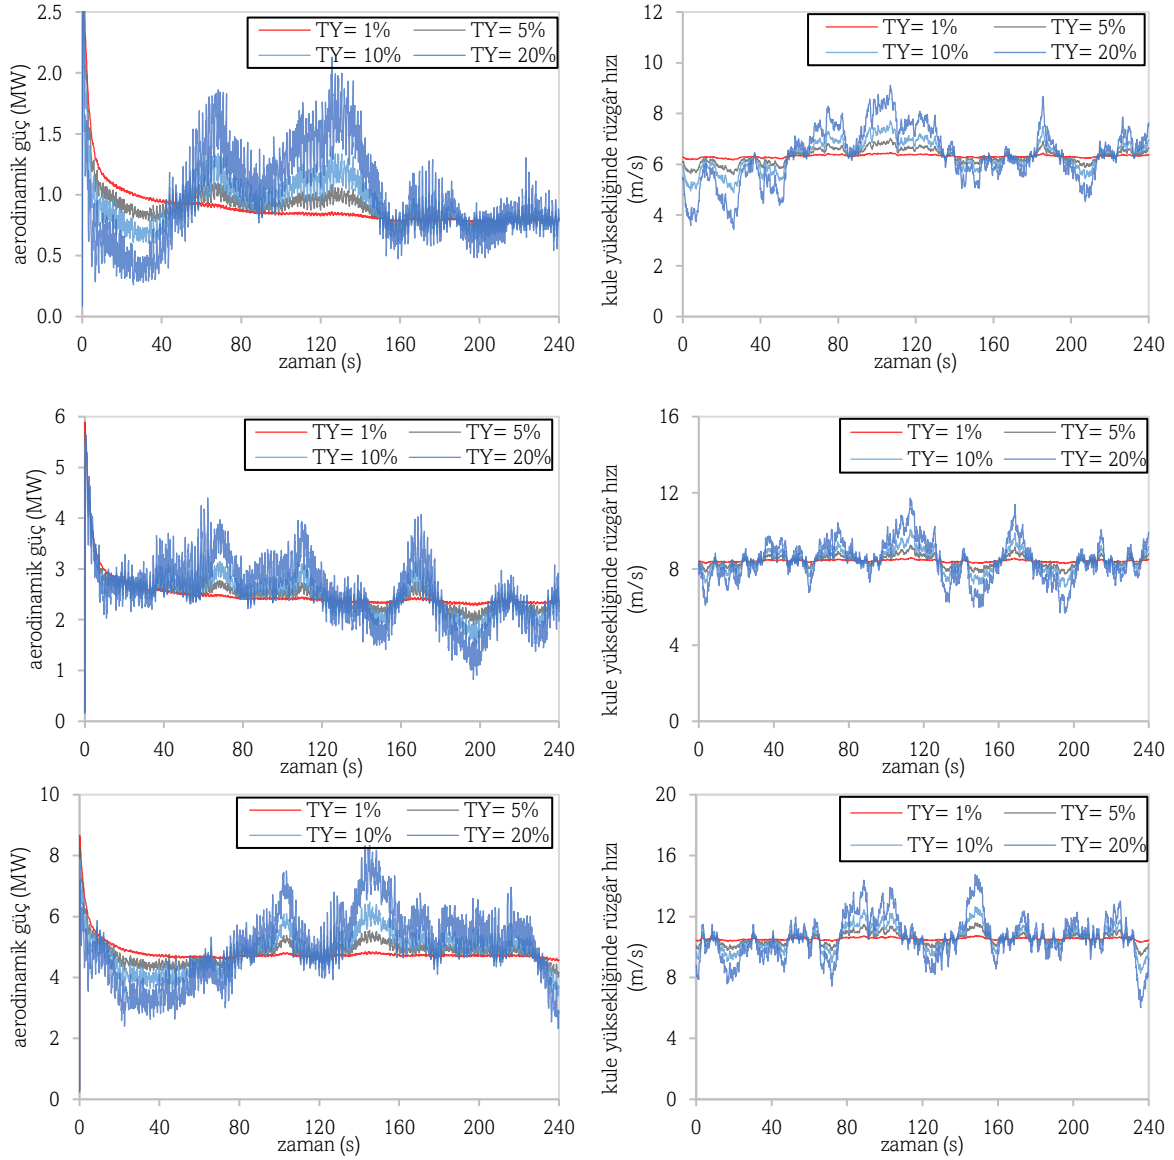 aerodinamik güç (MW)
2.5
2.0
1.5
1.0
0.5
0.0
TY= 1% TY= 5%
TY= 10% TY= 20%
0 40 80 120 160 200 240
zaman (s)
kule yüksekliğinde rüzgâr hızı
(m/s)
12
10
8
6
4
2
0
TY= 1% TY= 5%
TY= 10% TY= 20%
0 40 80 120 160 200 240
zaman (s)
aerodinamik güç (MW)
6
5
4
3
2
1
0
TY= 1% TY= 5%
TY= 10% TY= 20%
0 40 80 120 160 200 240
zaman (s)
kule yüksekliğinde rüzgâr hızı
(m/s)
16
12
8
4
0
TY= 1% TY= 5%
TY= 10% TY= 20%
0 40 80 120 160 200 240
zaman (s)
aerodinamik güç (MW)
10
8
6
4
2
0
TY= 1% TY= 5%
TY= 10% TY= 20%
0 40 80 120 160 200 240
zaman (s)
kule yüksekliğinde rüzgâr hızı
(m/s)
20
16
12
8
4
0
TY= 1% TY= 5%
TY= 10% TY= 20%
0 40 80 120 160 200 240
zaman (s)